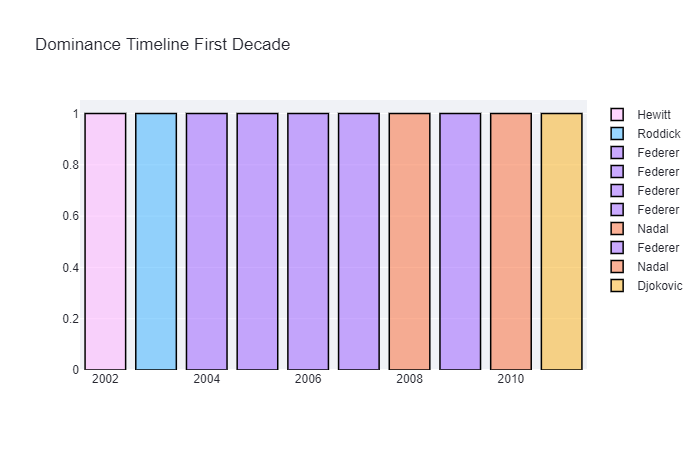 Dominance Timeline First Decade
1
0.8
0.6
0.4
0.2
0
2002
2004
2006
2008
2010
Hewitt
Roddick
Federer
Federer
Federer
Federer
Nadal
Federer
Nadal
Djokovic